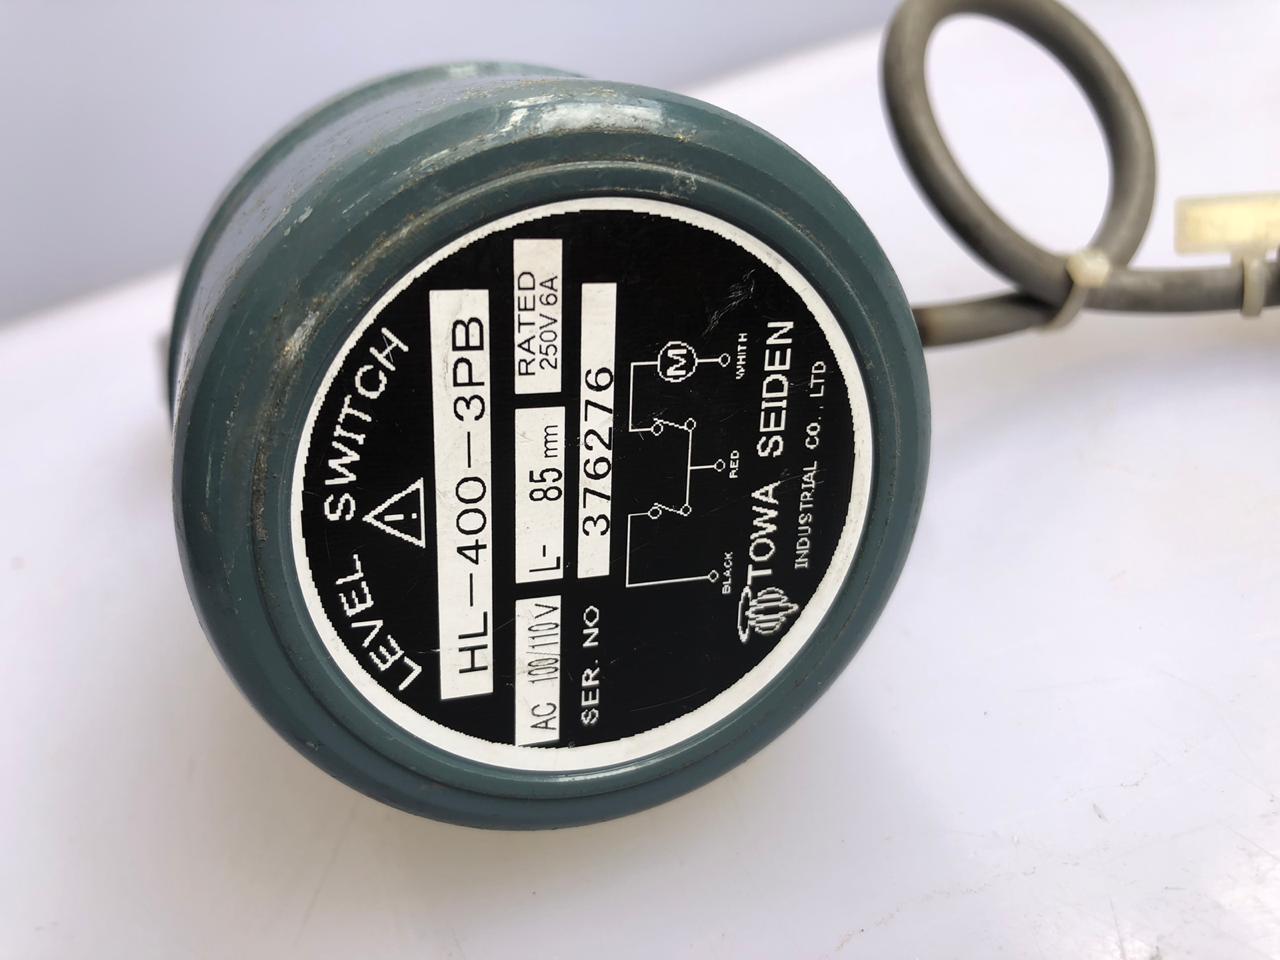 LEVEL SWITCH
HL-400-3PB
AC 100/110V
L- 85 mm
RATED
250V 6A
SER. NO
376276
M
BLACK
RED
WHITH
TOWA SEIDEN
INDUSTRIAL CO., LTD